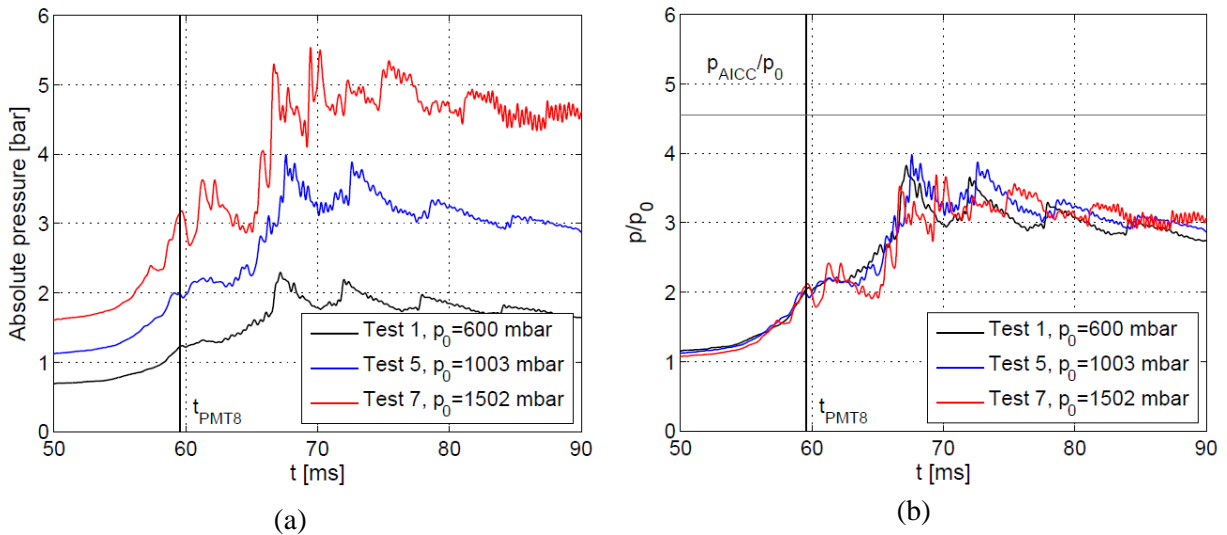 6
5
4
3
2
1
0
50
60
70
80
90
Absolute pressure [bar]
t [ms]
t_PMT8
Test 1, p_0=600 mbar
Test 5, p_0=1003 mbar
Test 7, p_0=1502 mbar
(a)
6
5
4
3
2
1
0
50
60
70
80
90
p/p_0
t [ms]
p_AICC/p_0
t_PMT8
Test 1, p_0=600 mbar
Test 5, p_0=1003 mbar
Test 7, p_0=1502 mbar
(b)